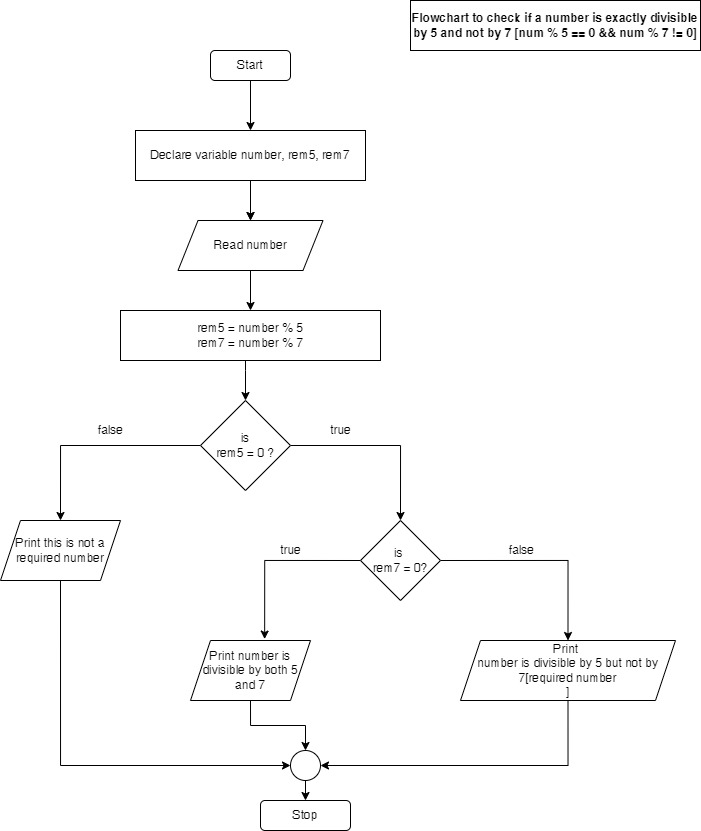 Flowchart to check if a number is exactly divisible
by 5 and not by 7 [num % 5 == 0 && num % 7 != 0]
Start
Declare variable number, rem5, rem7
Read number
rem5 = number % 5
rem7 = number % 7
is
rem5 = 0 ?
false
true
Print this is not a
required number
is
rem7 = 0?
true
false
Print number is
divisible by both 5
and 7
Print
number is divisible by 5 but not by
7[required number
]
Stop